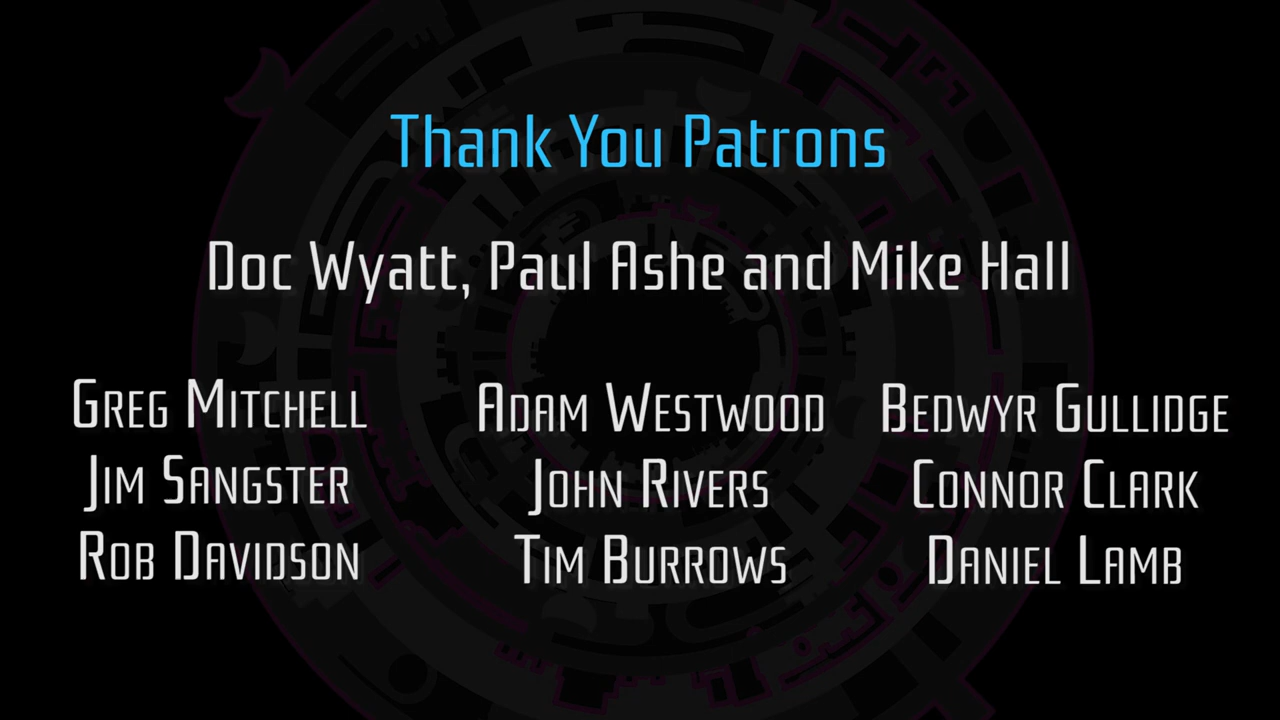 Thank You Patrons
Doc Wyatt, Paul Ashe and Mike Hall
GREG MITCHELL ADAM WESTWOOD BEDWYR GULLIDGE
JIM SANGSTER JOHN RIVERS CONNOR CLARK
ROB DAVIDSON TIM BURROWS DANIEL LAMB